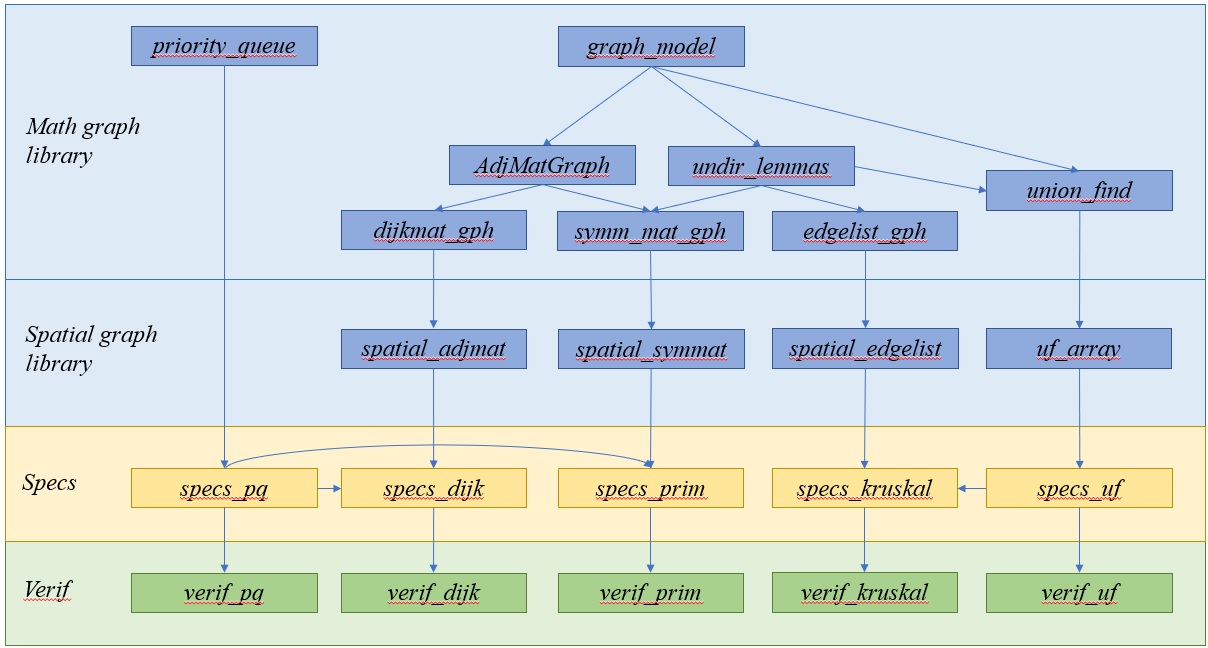 priority_queue
graph_model
Math graph
library
AdjMatGraph
undir_lemmas
union_find
dijkmat_gph
symm_mat_gph
edgelist_gph
Spatial graph
library
spatial_adjmat
spatial_symmat
spatial_edgelist
uf_array
Specs
specs_pq
specs_dijk
specs_prim
specs_kruskal
specs_uf
Verif
verif_pq
verif_dijk
verif_prim
verif_kruskal
verif_uf